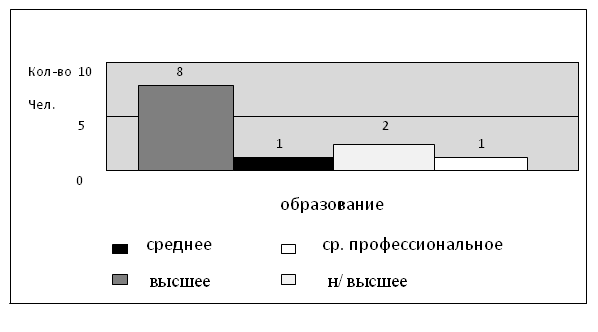 Кол-во 10
8
Чел.
5
2
1
1
0
образование
среднее
ср. профессиональное
высшее
н/ высшее